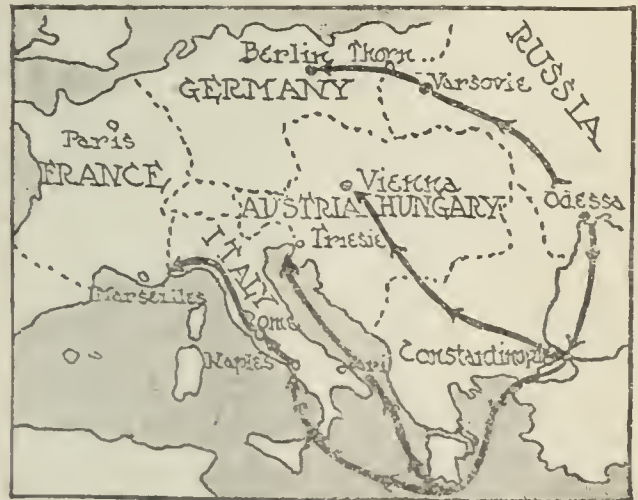 Berlin Thorn
RUSSIA
GERMANY
Varsovie
Paris
FRANCE
Vienna
AUSTRIA HUNGARY
Odessa
Trieste
ITALY
Marseilles
Rome
Naples
Bari
Constantinople